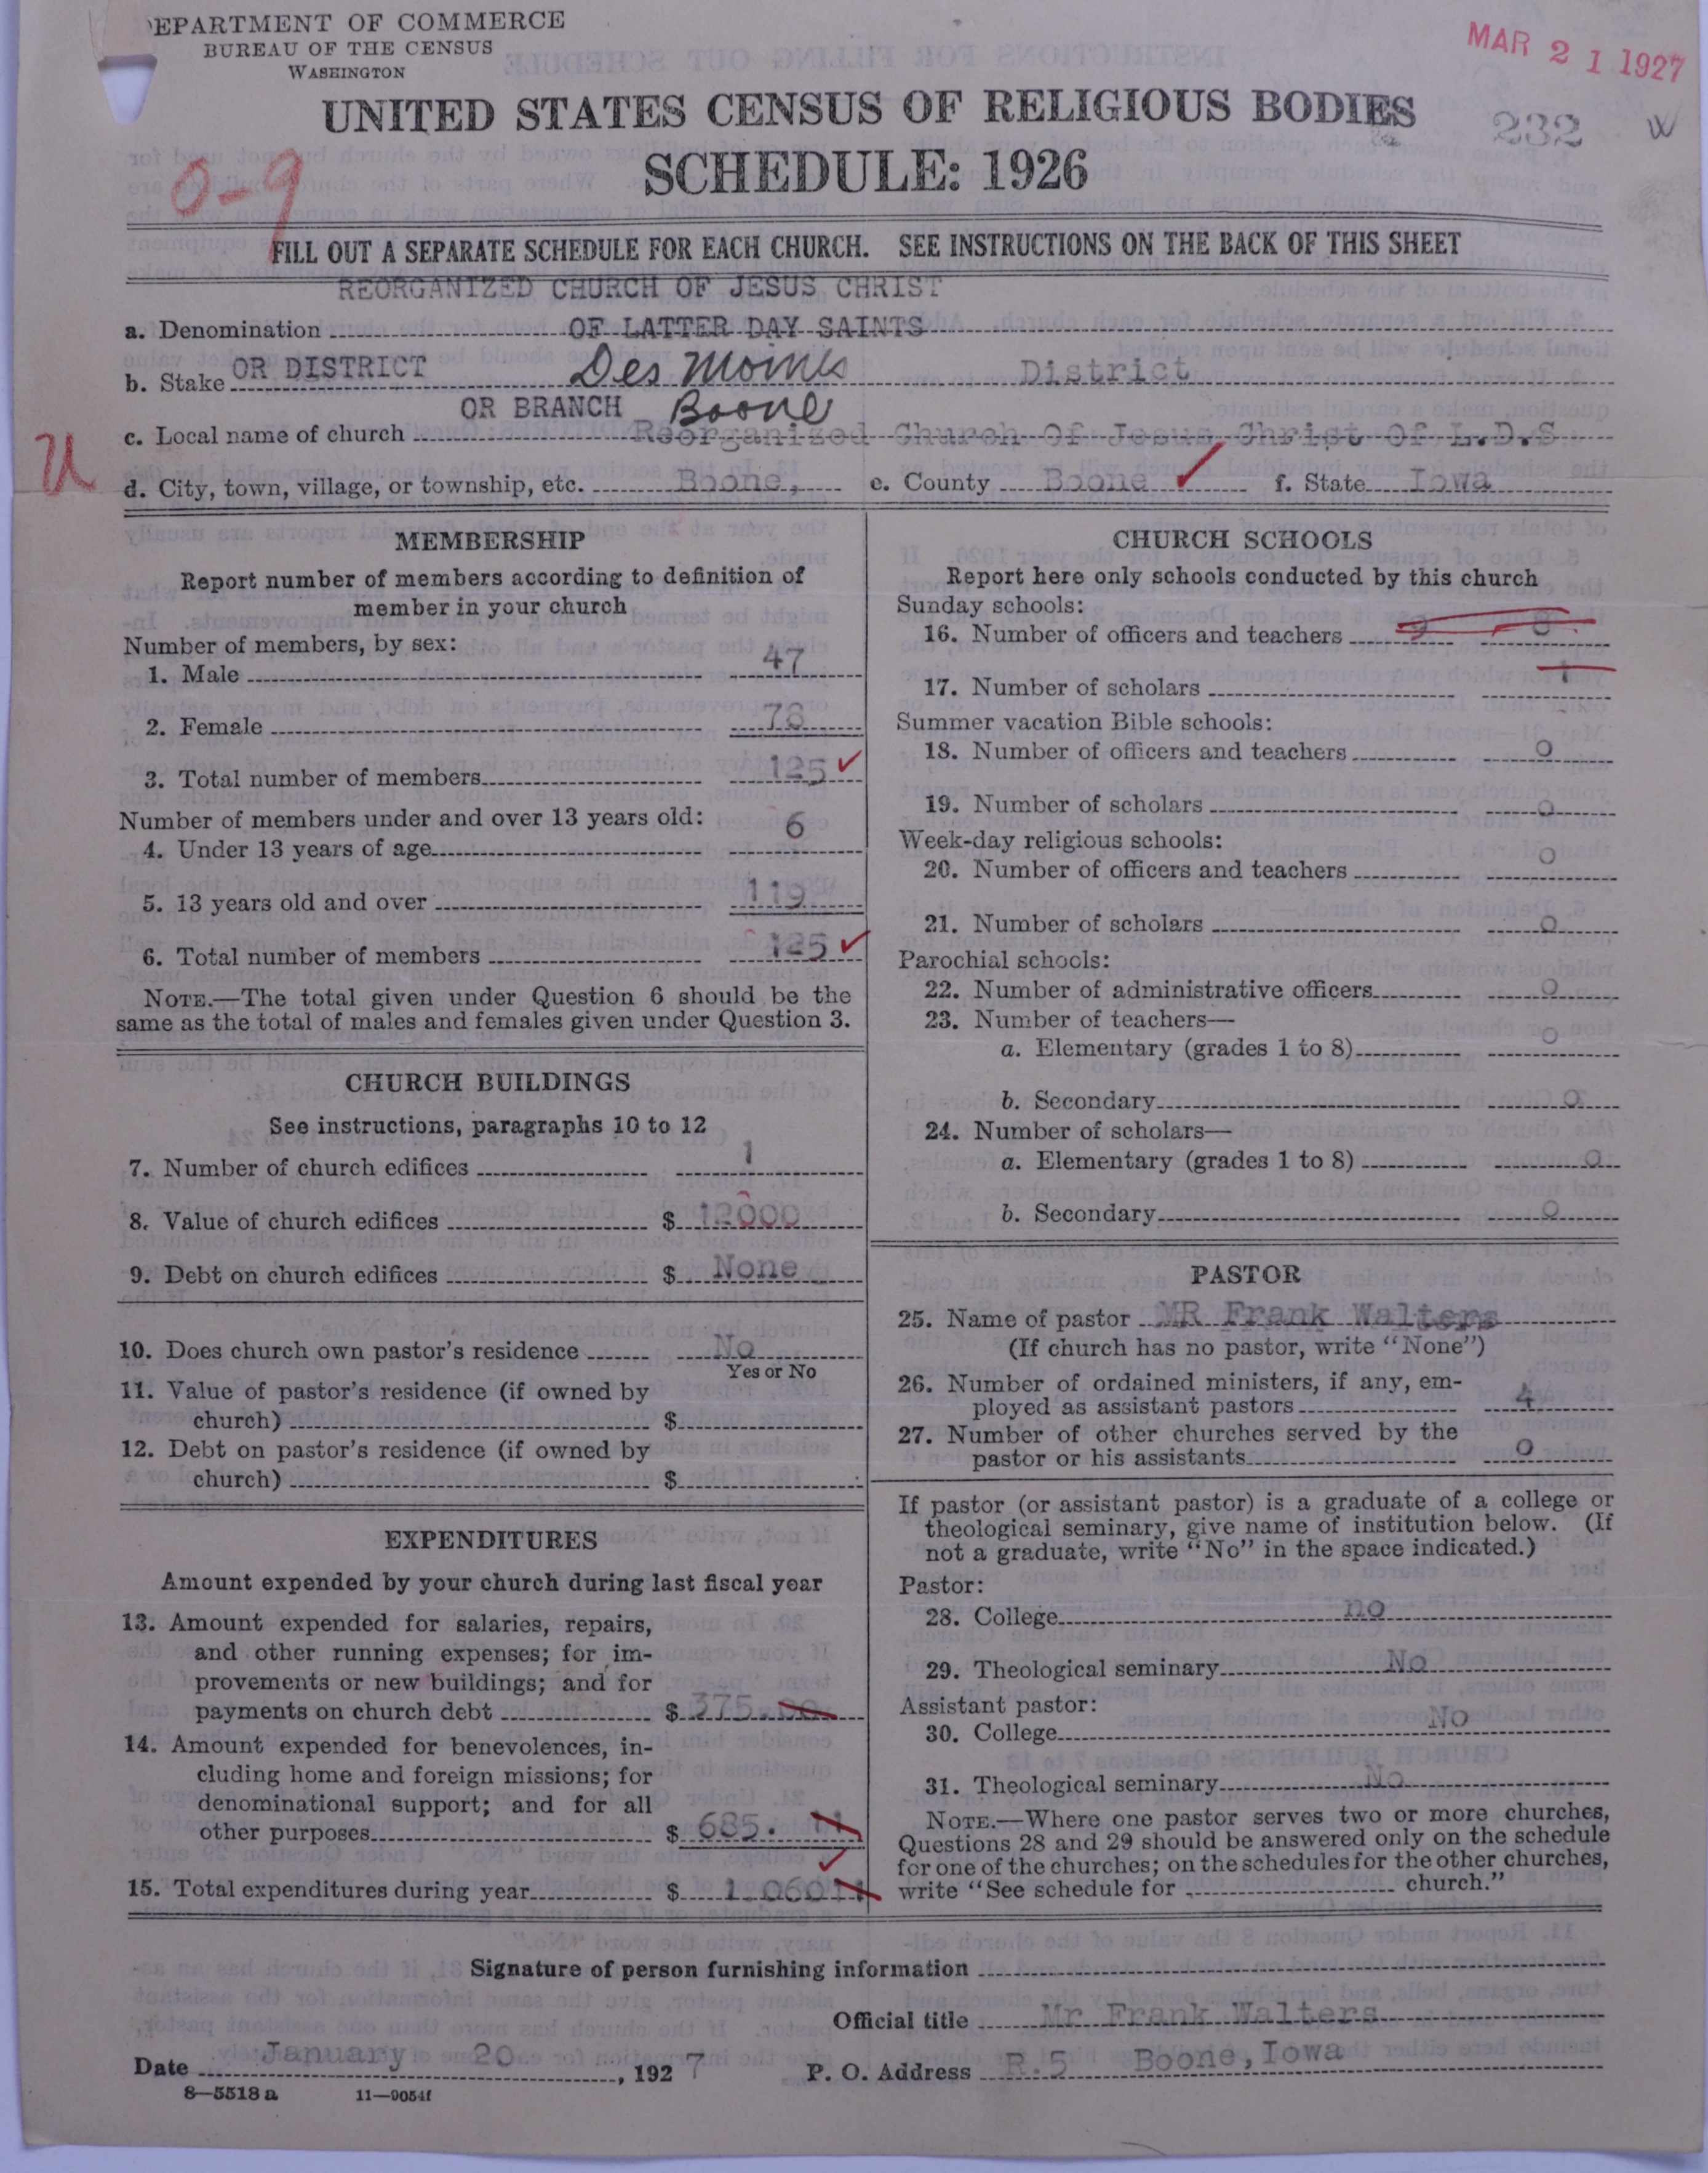 DEPARTMENT OF COMMERCE
BUREAU OF THE CENSUS
WASHINGTON
MAR 21 1927
UNITED STATES CENSUS OF RELIGIOUS BODIES
232 W
SCHEDULE: 1926
0-9
FILL OUT A SEPARATE SCHEDULE FOR EACH CHURCH. SEE INSTRUCTIONS ON THE BACK OF THIS SHEET
REORGANIZED CHURCH OF JESUS CHRIST
a. Denomination OF LATTER DAY SAINTS
b. Stake OR DISTRICT Des Moines District
OR BRANCH Boone
c. Local name of church Reorganized Church Of Jesus Christ Of L.D.S
U
d. City, town, village, or township, etc. Boone, e. County Boone ✓ f. State Iowa
MEMBERSHIP
Report number of members according to definition of
member in your church
Number of members, by sex:
1. Male 47
2. Female 78
3. Total number of members 125 ✓
Number of members under and over 13 years old:
4. Under 13 years of age 6
5. 13 years old and over 119
6. Total number of members 125 ✓
NOTE.—The total given under Question 6 should be the
same as the total of males and females given under Question 3.
CHURCH BUILDINGS
See instructions, paragraphs 10 to 12
7. Number of church edifices 1
8. Value of church edifices $ 12000
9. Debt on church edifices $ None
10. Does church own pastor's residence No
Yes or No
11. Value of pastor's residence (if owned by
church) $
12. Debt on pastor's residence (if owned by
church) $
EXPENDITURES
Amount expended by your church during last fiscal year
13. Amount expended for salaries, repairs,
and other running expenses; for im-
provements or new buildings; and for
payments on church debt $ 375.00
14. Amount expended for benevolences, in-
cluding home and foreign missions; for
denominational support; and for all
other purposes $ 685. 11
✓
15. Total expenditures during year $ 1.06011
CHURCH SCHOOLS
Report here only schools conducted by this church
Sunday schools:
16. Number of officers and teachers 9 8
1
17. Number of scholars
Summer vacation Bible schools:
18. Number of officers and teachers 0
19. Number of scholars 0
Week-day religious schools:
20. Number of officers and teachers 0
21. Number of scholars 0
Parochial schools:
22. Number of administrative officers 0
23. Number of teachers—
a. Elementary (grades 1 to 8) 0
b. Secondary 0
24. Number of scholars—
a. Elementary (grades 1 to 8) 0
b. Secondary 0
PASTOR
25. Name of pastor MR Frank Walters
(If church has no pastor, write "None")
26. Number of ordained ministers, if any, em-
ployed as assistant pastors 4
27. Number of other churches served by the
pastor or his assistants 0
If pastor (or assistant pastor) is a graduate of a college or
theological seminary, give name of institution below. (If
not a graduate, write "No" in the space indicated.)
Pastor:
28. College no
29. Theological seminary No
Assistant pastor:
30. College No
31. Theological seminary No
NOTE.—Where one pastor serves two or more churches,
Questions 28 and 29 should be answered only on the schedule
for one of the churches; on the schedules for the other churches,
write "See schedule for church."
Signature of person furnishing information
Official title Mr Frank Walters
Date January 20 , 1927 P. O. Address R.5 Boone, Iowa
8—5518 a 11—9054f